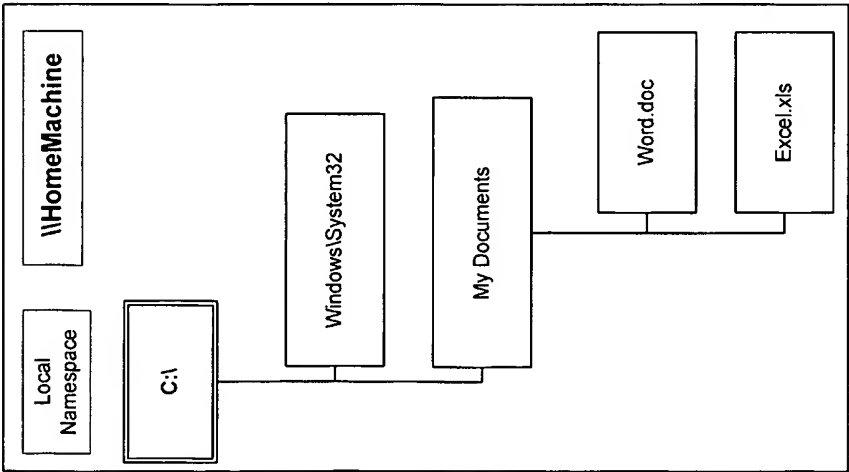 Local
Namespace
\\HomeMachine
C:\
Windows\System32
My Documents
Word.doc
Excel.xls